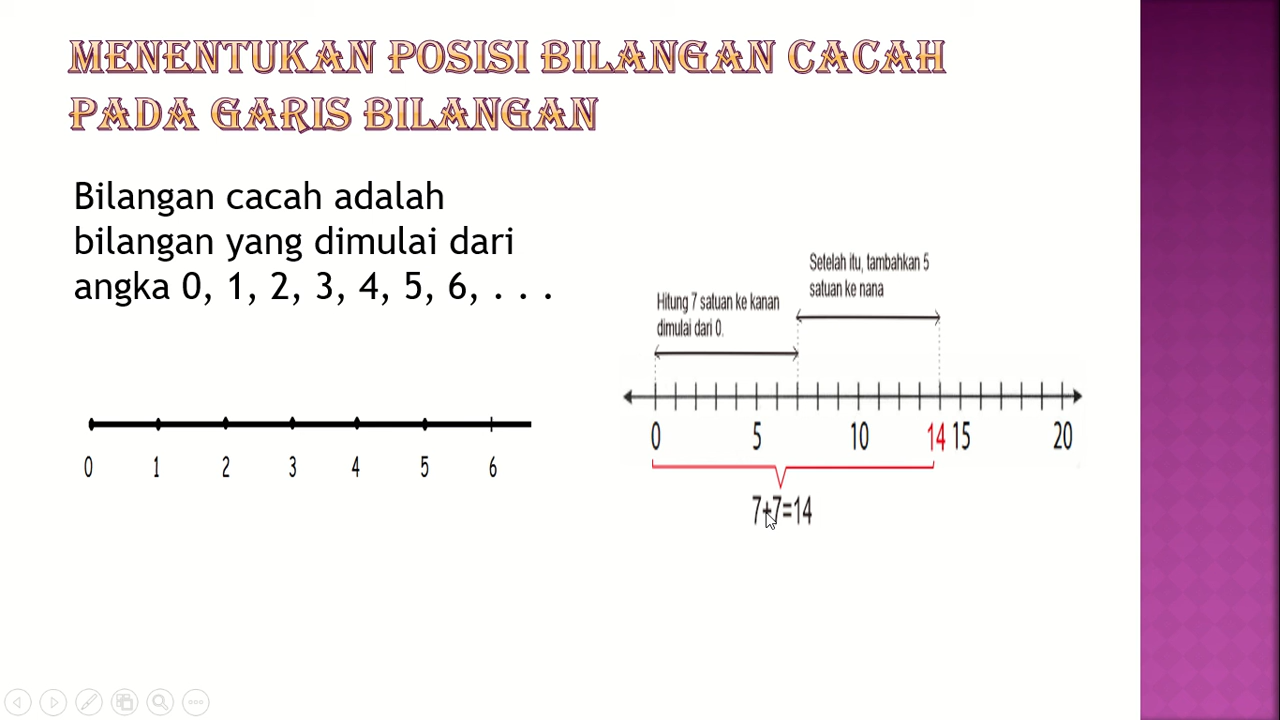 MENENTUKAN POSISI BILANGAN CACAH
PADA GARIS BILANGAN
Bilangan cacah adalah
bilangan yang dimulai dari
angka 0, 1, 2, 3, 4, 5, 6, . . .
0 1 2 3 4 5 6
Setelah itu, tambahkan 5
satuan ke nana
Hitung 7 satuan ke kanan
dimulai dari 0.
0 5 10 14 15 20
7+7=14